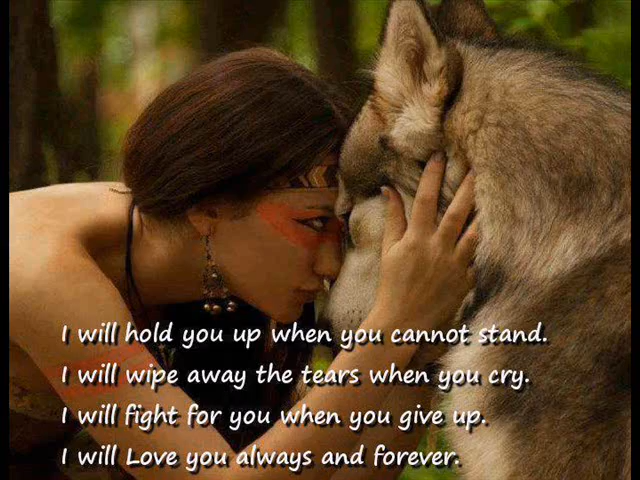 I will hold you up when you cannot stand.
I will wipe away the tears when you cry.
I will fight for you when you give up.
I will Love you always and forever.